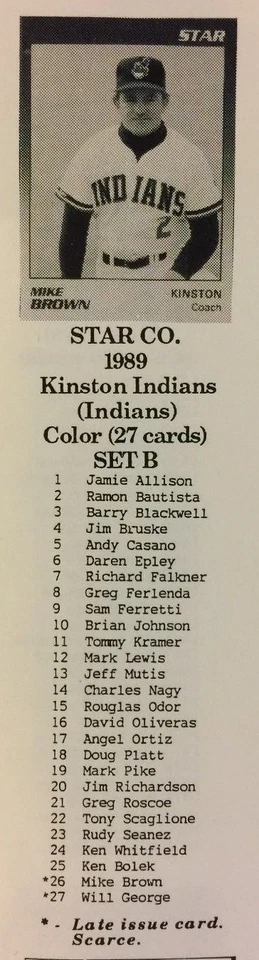 STAR
INDIANS
2
MIKE KINSTON
BROWN Coach
STAR CO.
1989
Kinston Indians
(Indians)
Color (27 cards)
SET B
1 Jamie Allison
2 Ramon Bautista
3 Barry Blackwell
4 Jim Bruske
5 Andy Casano
6 Daren Epley
7 Richard Falkner
8 Greg Ferlenda
9 Sam Ferretti
10 Brian Johnson
11 Tommy Kramer
12 Mark Lewis
13 Jeff Mutis
14 Charles Nagy
15 Rouglas Odor
16 David Oliveras
17 Angel Ortiz
18 Doug Platt
19 Mark Pike
20 Jim Richardson
21 Greg Roscoe
22 Tony Scaglione
23 Rudy Seanez
24 Ken Whitfield
25 Ken Bolek
*26 Mike Brown
*27 Will George
* - Late issue card.
Scarce.